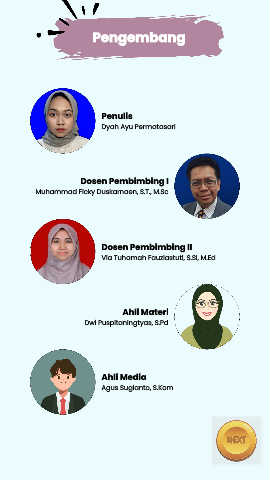 Pengembang
Penulis
Dyah Ayu Permatasari
Dosen Pembimbing I
Muhammad Ficky Duskarnaen, S.T., M.Sc
Dosen Pembimbing II
Via Tuhamah Fauziastuti, S.Si, M.Ed
Ahli Materi
Dwi Puspitaningtyas, S.Pd
Ahli Media
Agus Sugianto, S.Kom
NEXT